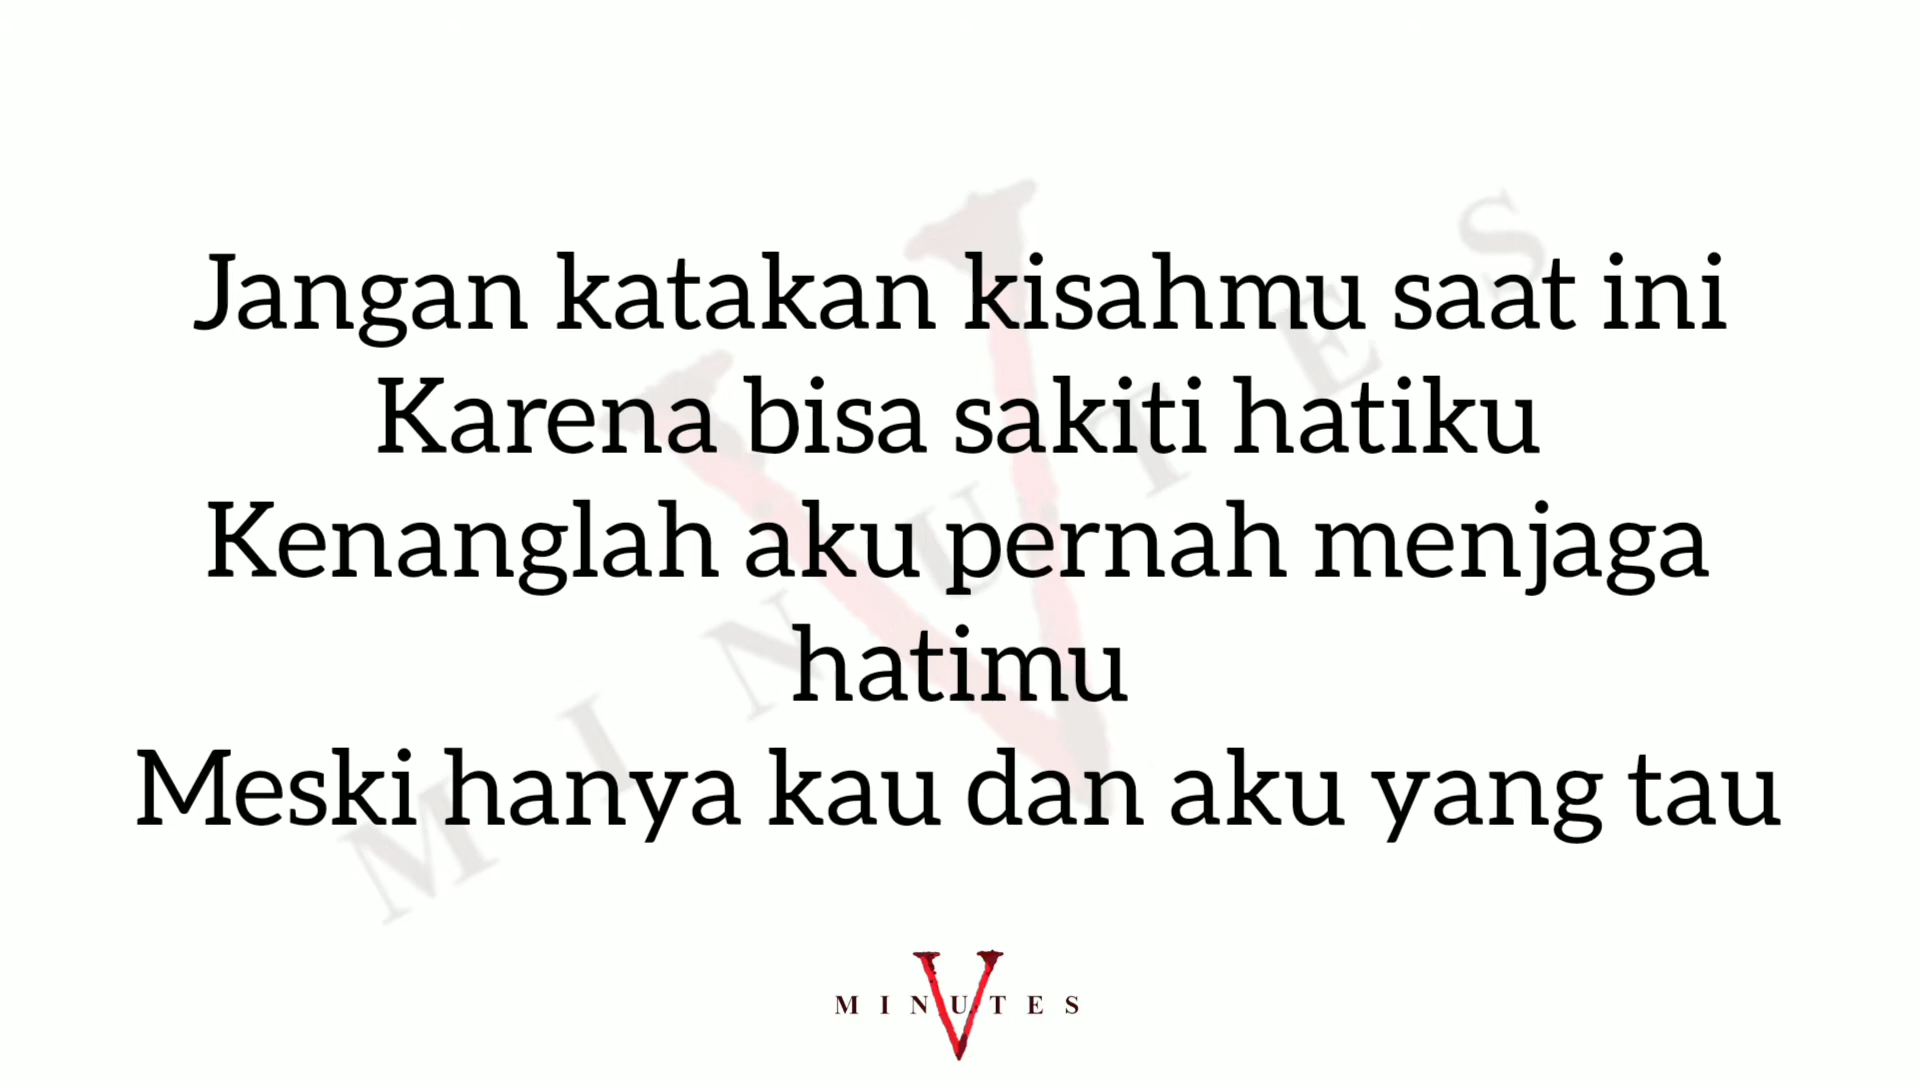 Jangan katakan kisahmu saat ini
Karena bisa sakiti hatiku
Kenanglah aku pernah menjaga
hatimu
Meski hanya kau dan aku yang tau
MINUTES
V
MINUTES
V